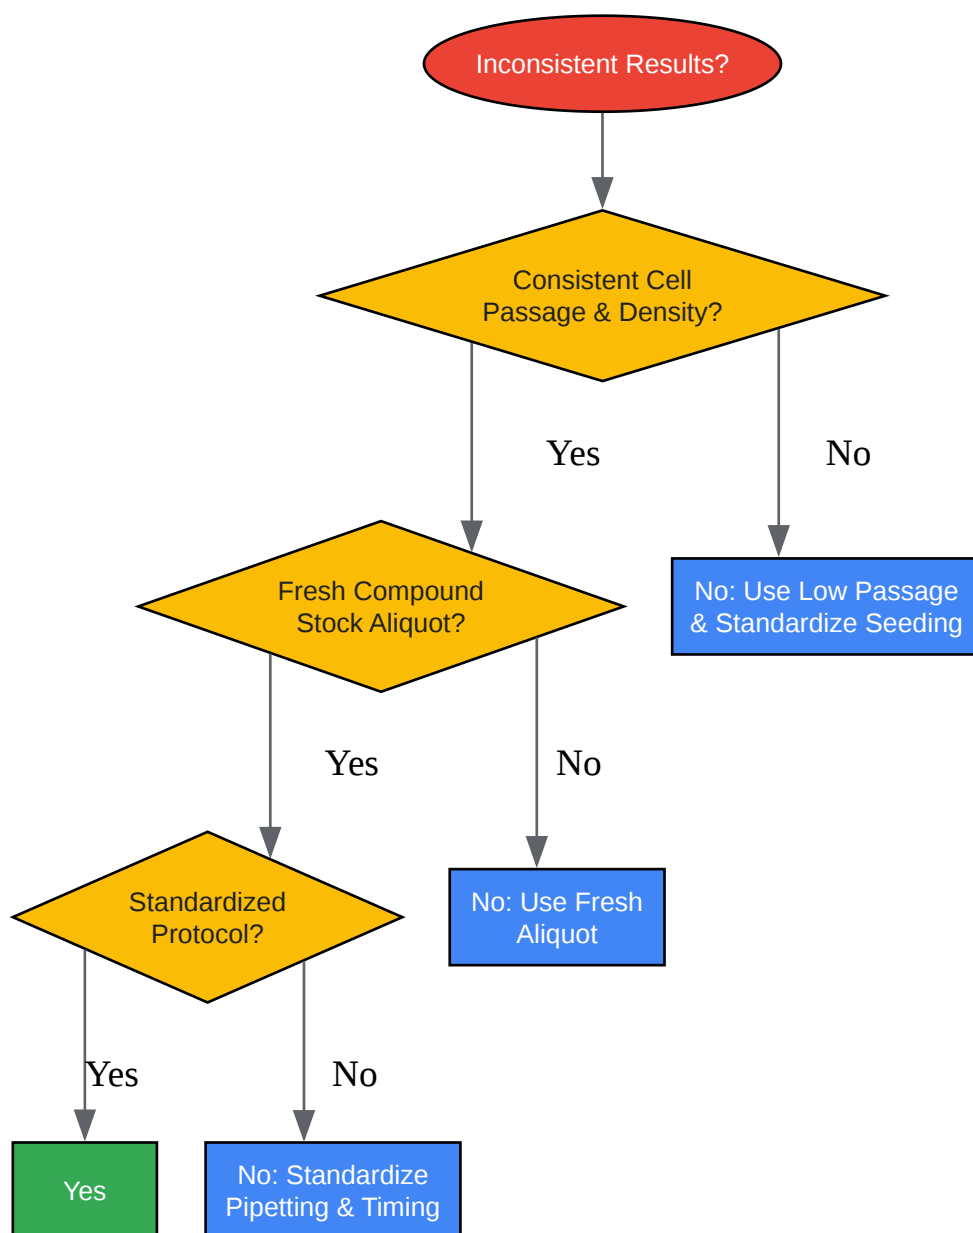 Inconsistent Results?
Consistent Cell
Passage & Density?
Yes
No
Fresh Compound
Stock Aliquot?
No: Use Low Passage
& Standardize Seeding
Yes
No
Standardized
Protocol?
No: Use Fresh
Aliquot
Yes
No
Yes
No: Standardize
Pipetting & Timing